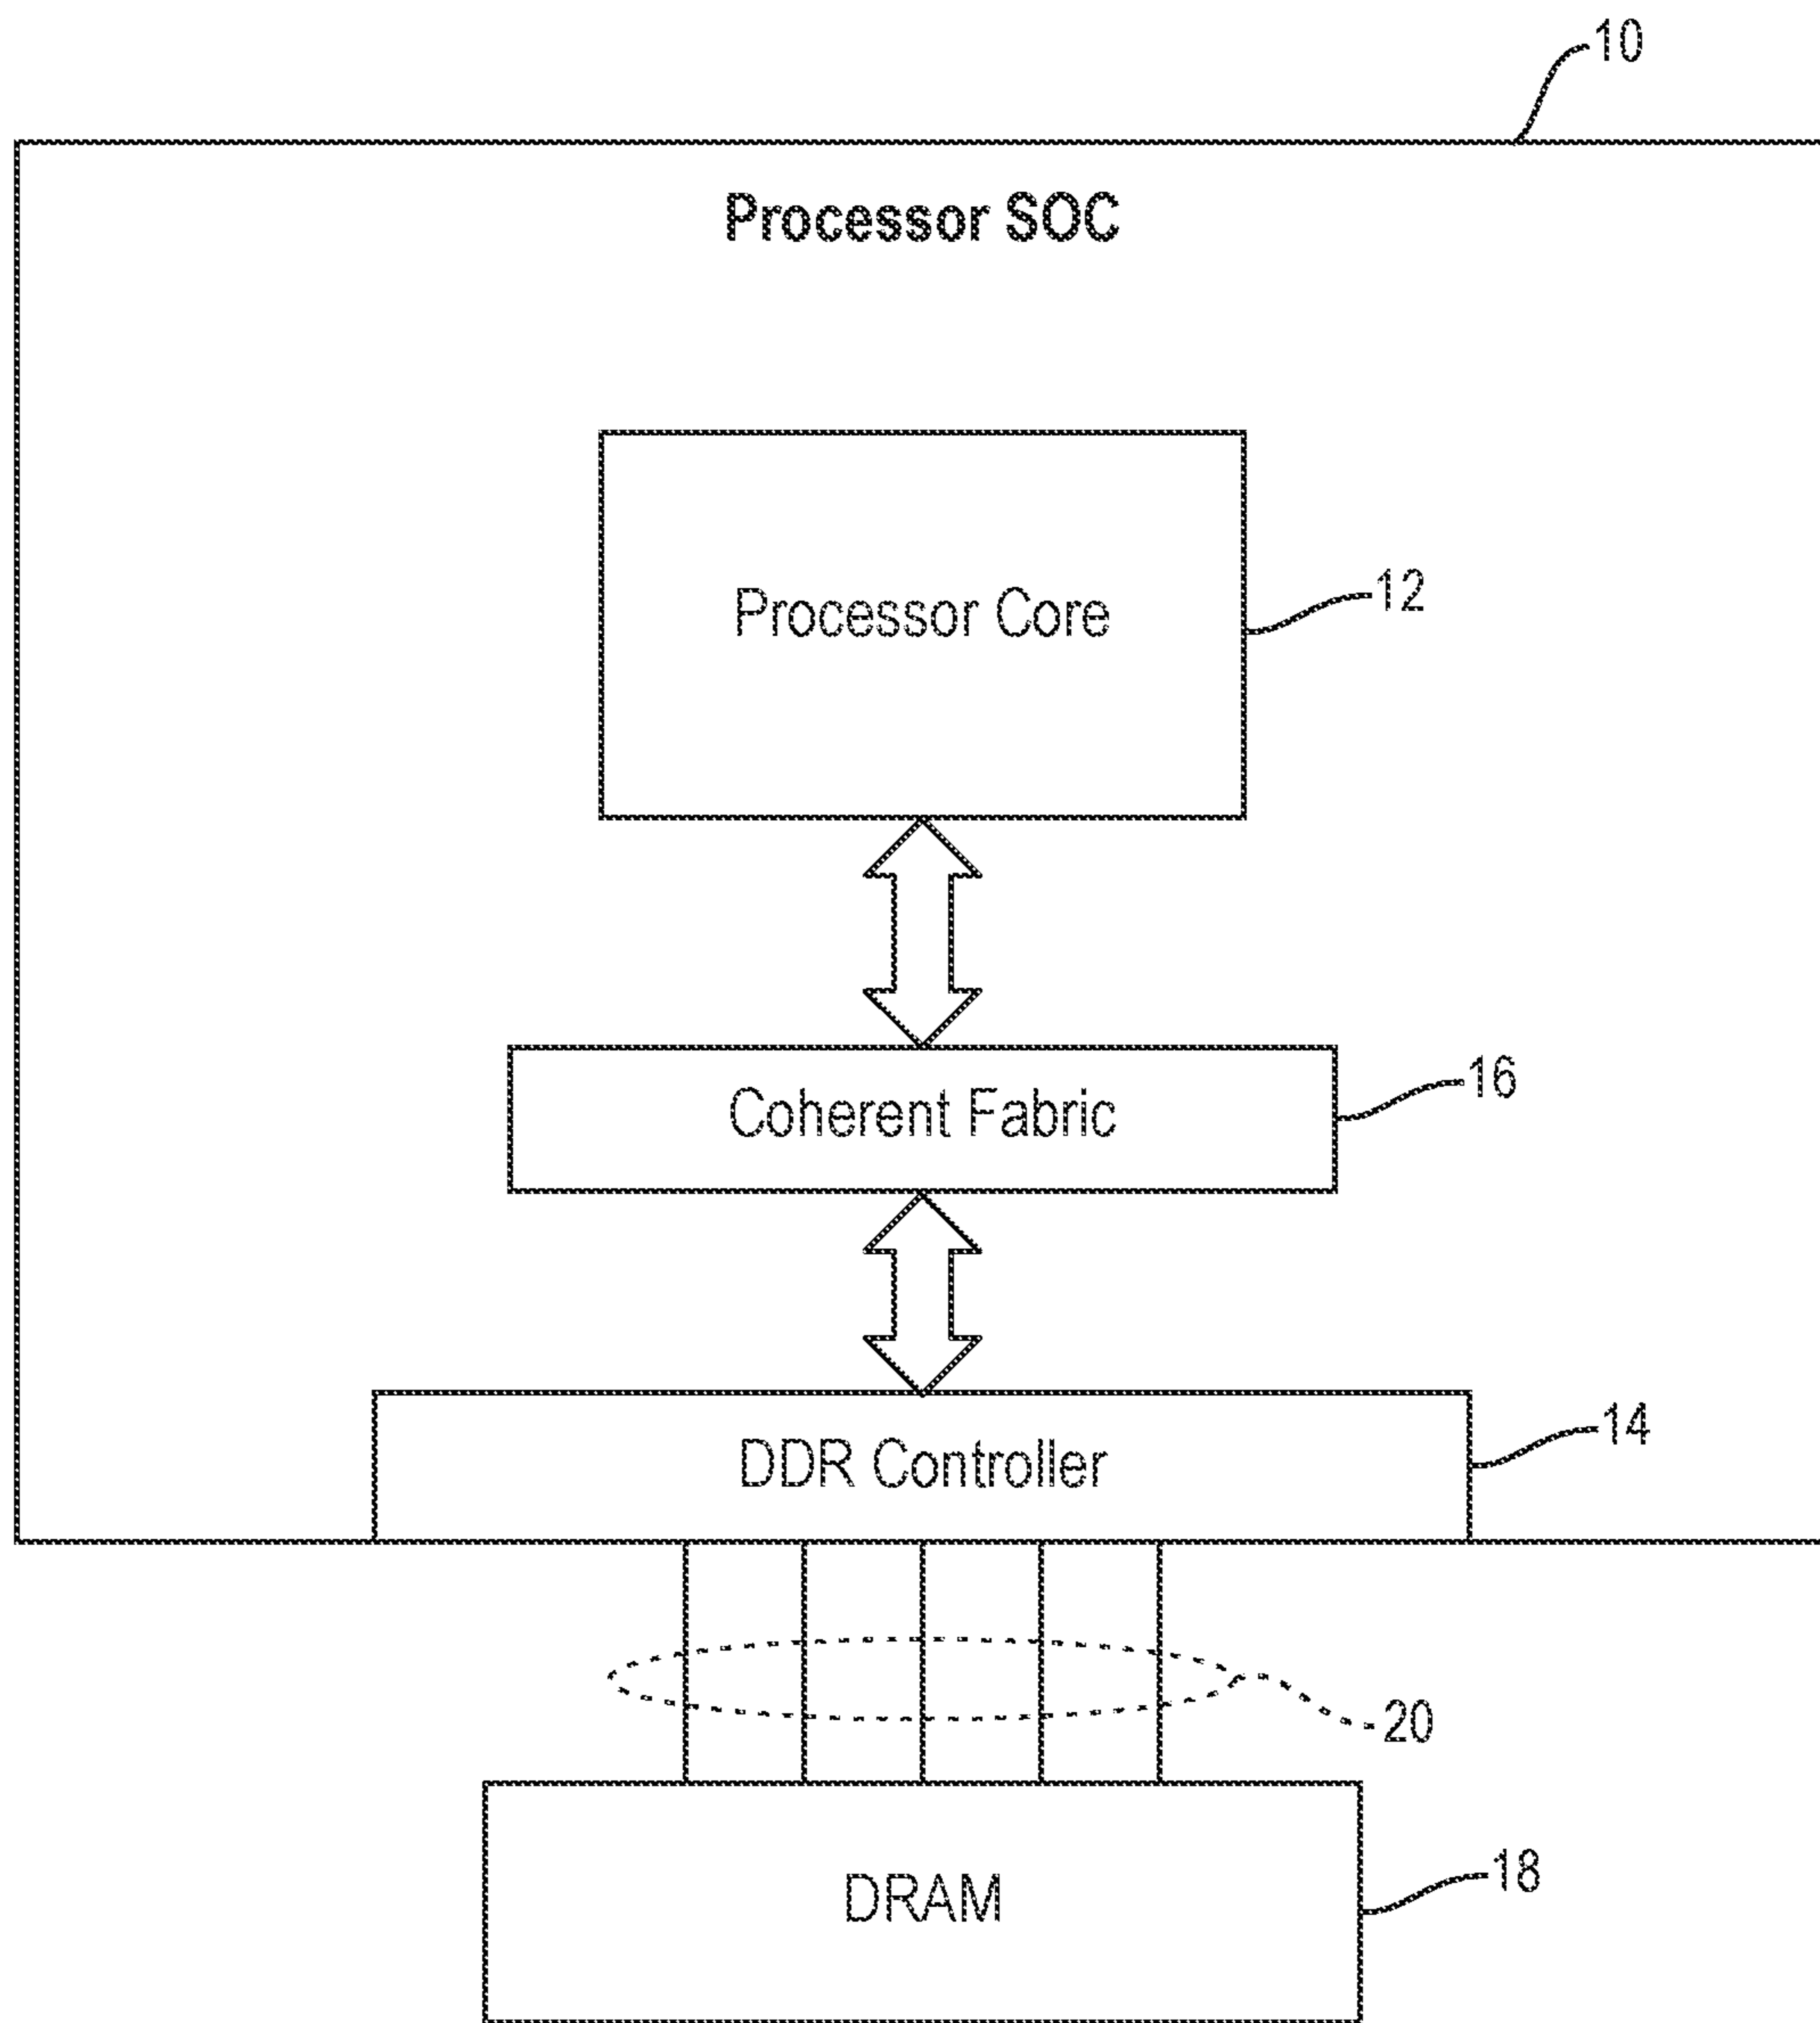 10
Processor SOC
Processor Core
12
Coherent Fabric
16
DDR Controller
14
20
DRAM
18